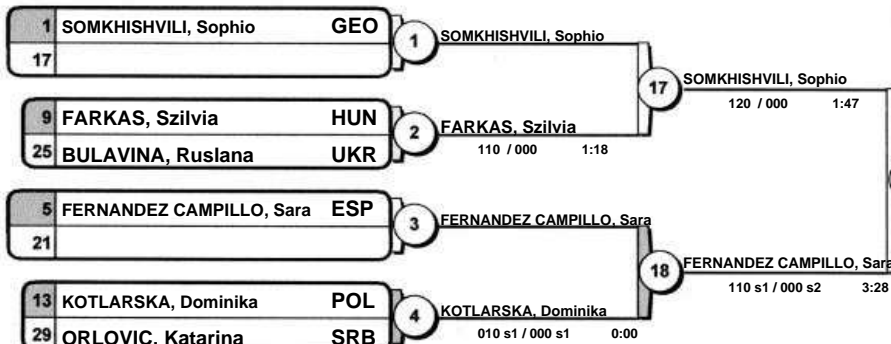 1 SOMKHISHVILI, Sophio GEO
17
1
SOMKHISHVILI, Sophio
9 FARKAS, Szilvia HUN
25 BULAVINA, Ruslana UKR
2
FARKAS, Szilvia
110 / 000 1:18
17
SOMKHISHVILI, Sophio
120 / 000 1:47
5 FERNANDEZ CAMPILLO, Sara ESP
21
3
FERNANDEZ CAMPILLO, Sara
13 KOTLARSKA, Dominika POL
29 ORLOVIC, Katarina SRB
4
KOTLARSKA, Dominika
010 s1 / 000 s1 0:00
18
FERNANDEZ CAMPILLO, Sara
110 s1 / 000 s2 3:28